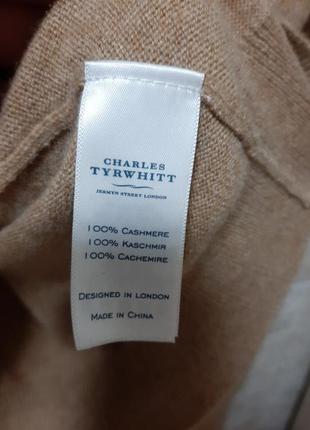 CHARLES
TYRWHITT
JERMYN STREET LONDON
100% CASHMERE
100% KASCHMIR
100% CACHEMIRE
DESIGNED IN LONDON
MADE IN CHINA